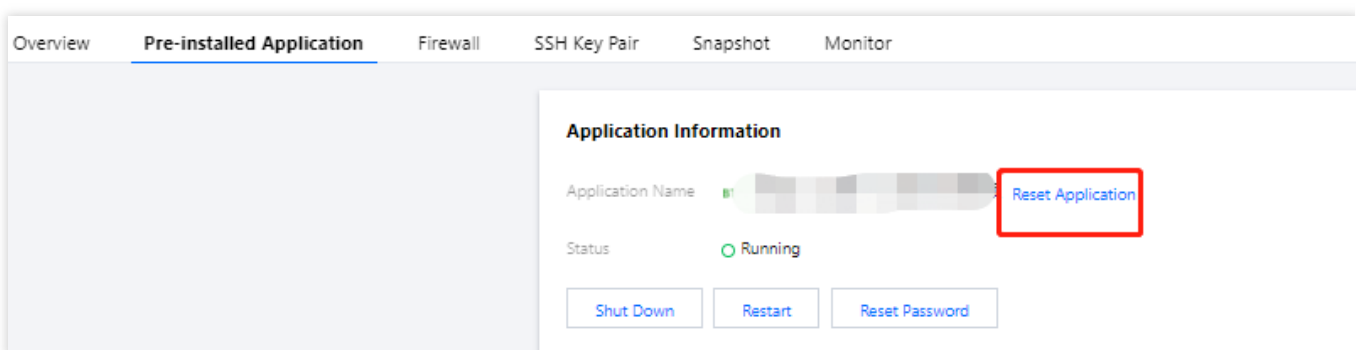 Overview Pre-installed Application Firewall SSH Key Pair Snapshot Monitor
Application Information
Application Name Reset Application
Status Running
Shut Down Restart Reset Password